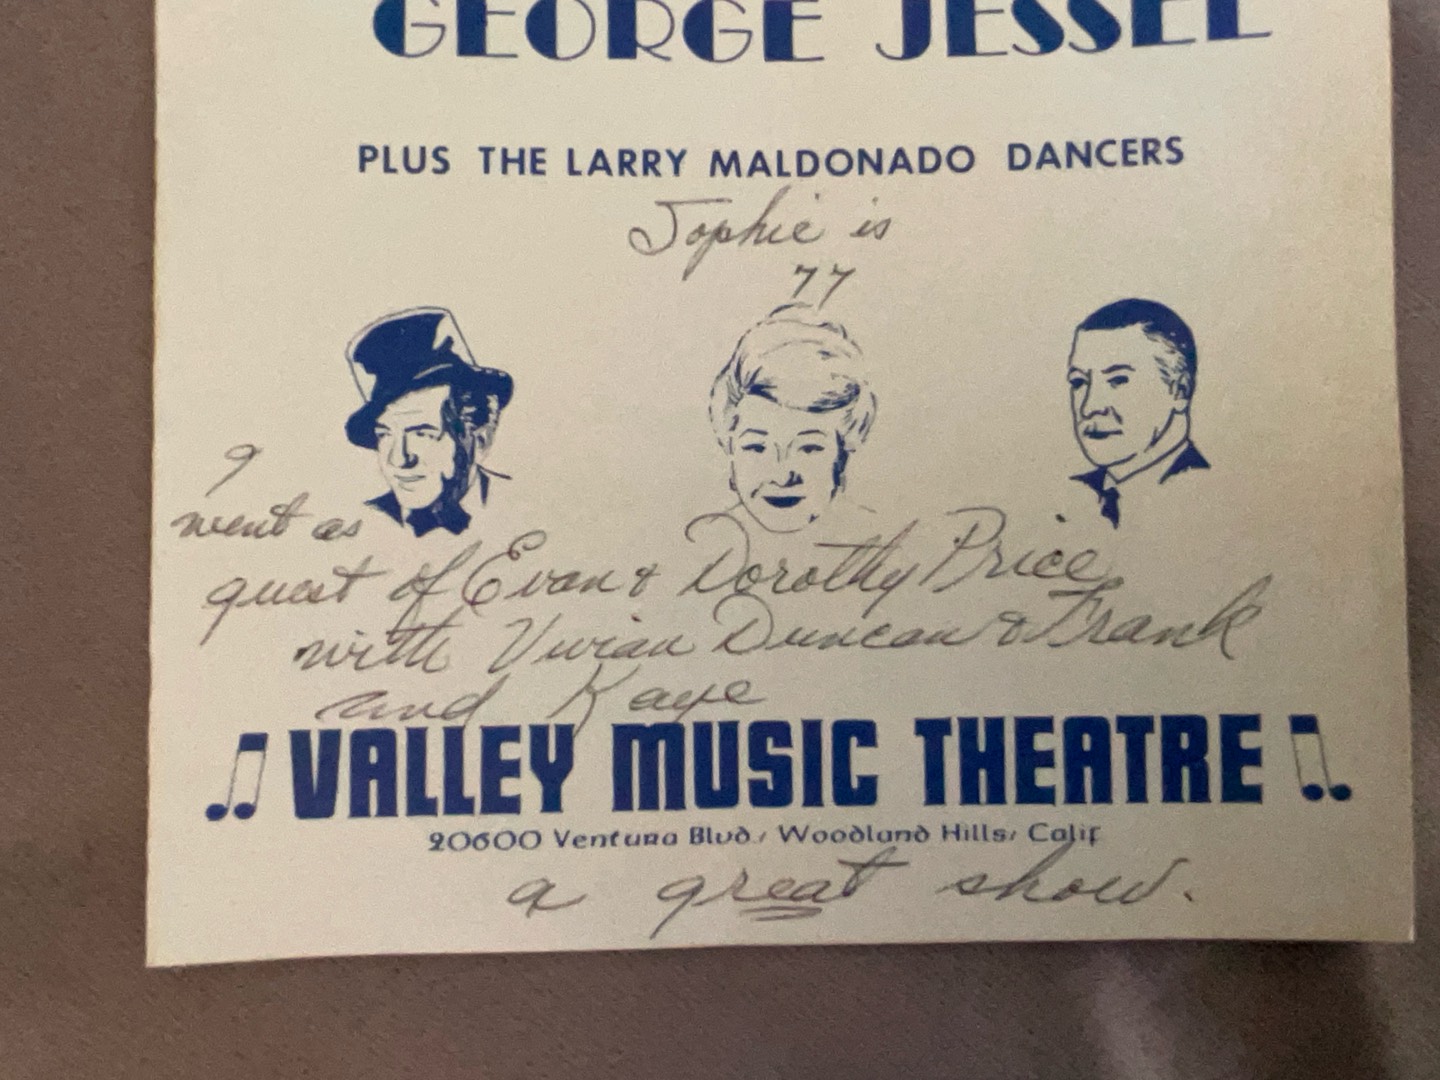 GEORGE JESSEL
PLUS THE LARRY MALDONADO DANCERS
Sophie is
77
I
went as
guest of Evan & Dorothy Price
with Vivian Duncan & Frank
and Kaye
VALLEY MUSIC THEATRE
20600 Ventura Blvd., Woodland Hills, Calif
a great show.